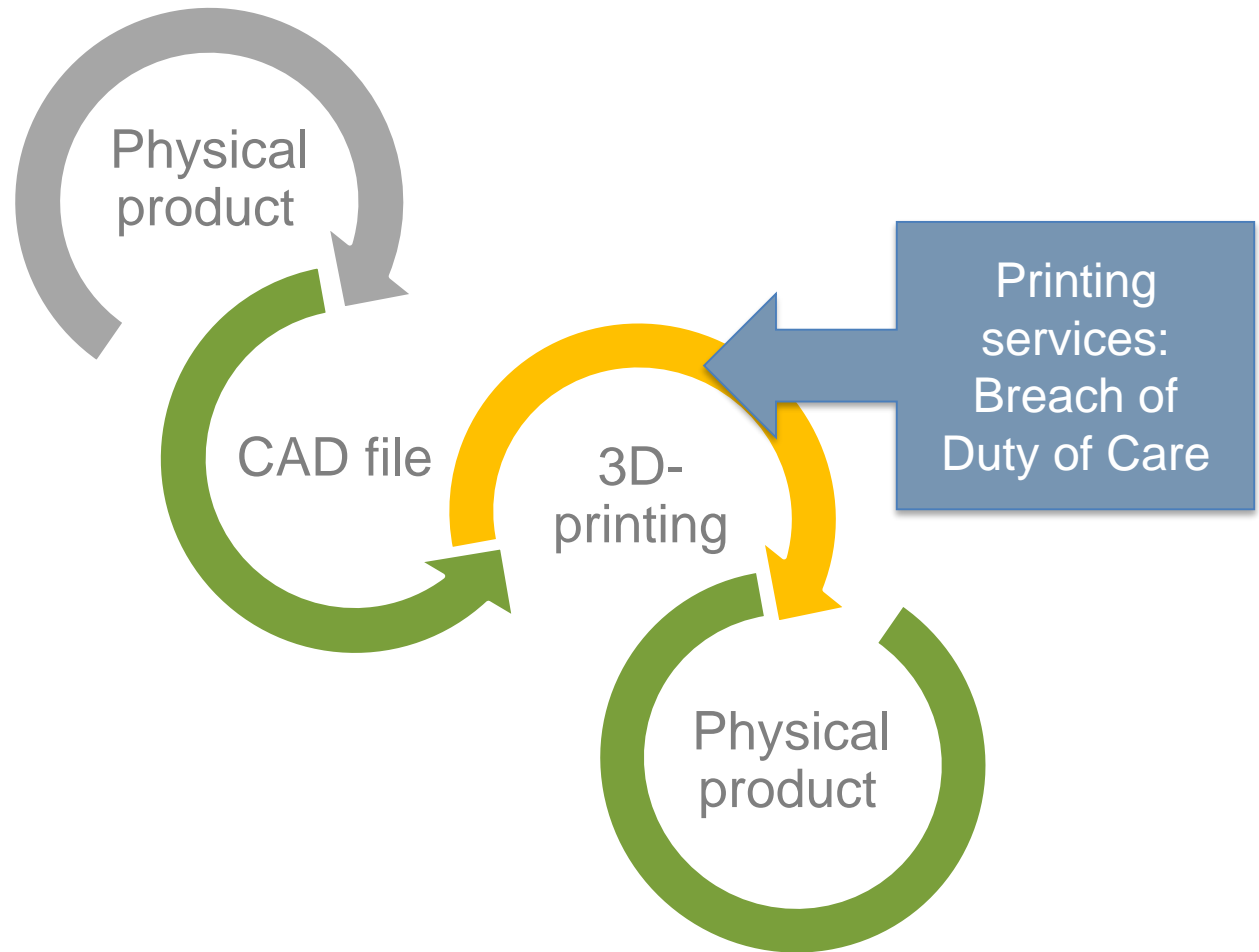 Physical
product
CAD file
3D-
printing
Physical
product
Printing
services:
Breach of
Duty of Care